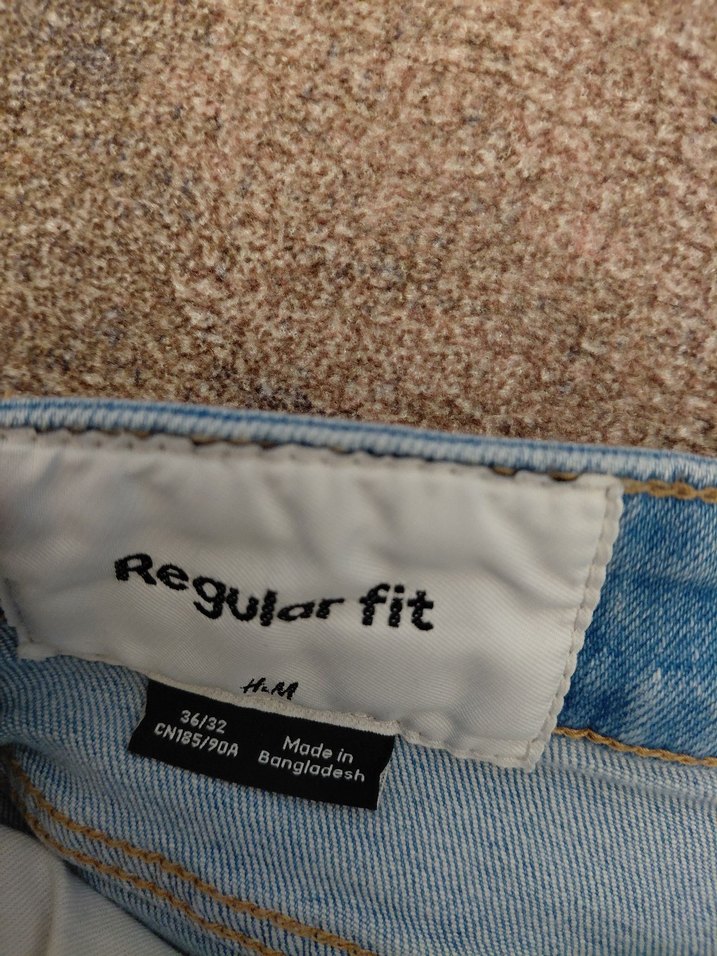 Regular fit
H&M
36/32
CN185/90A
Made in
Bangladesh